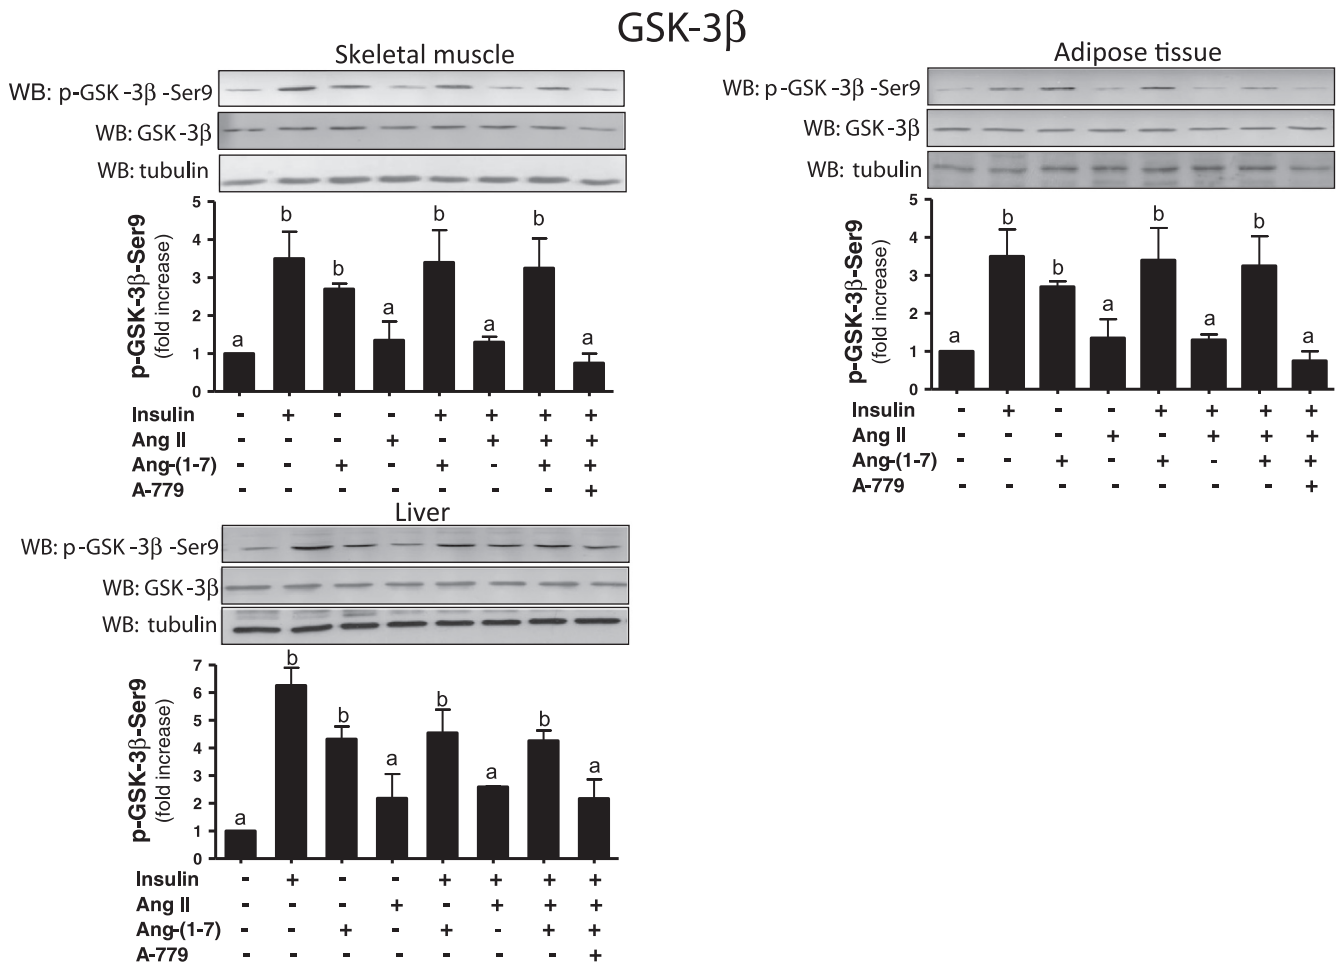 GSK-3β
Skeletal muscle
WB: p-GSK-3β-Ser9
WB: GSK-3β
WB: tubulin
p-GSK-3β-Ser9
(fold increase)
5
4
3
2
1
0
a b b a b a b a
Insulin - + - - + + + +
Ang II - - - + - + + +
Ang-(1-7) - - + - + - + +
A-779 - - - - - - - +
Adipose tissue
WB: p-GSK-3β-Ser9
WB: GSK-3β
WB: tubulin
p-GSK-3β-Ser9
(fold increase)
5
4
3
2
1
0
a b b a b a b a
Insulin - + - - + + + +
Ang II - - - + - + + +
Ang-(1-7) - - + - + - + +
A-779 - - - - - - - +
Liver
WB: p-GSK-3β-Ser9
WB: GSK-3β
WB: tubulin
p-GSK-3β-Ser9
(fold increase)
7
6
5
4
3
2
1
0
a b b a b a b a
Insulin - + - - + + + +
Ang II - - - + - + + +
Ang-(1-7) - - + - + - + +
A-779 - - - - - - - +